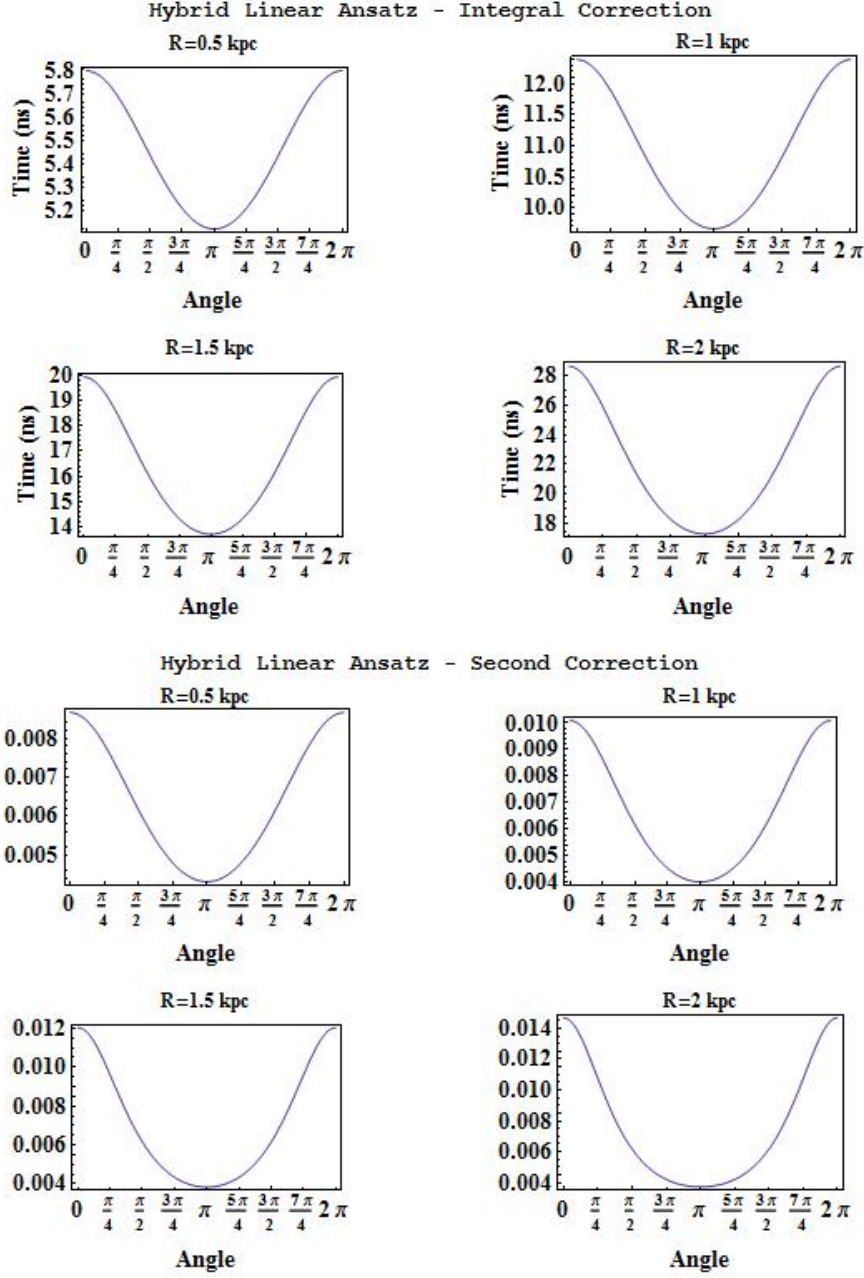 Hybrid Linear Ansatz - Integral Correction
R=0.5 kpc
Time (ns)
5.8
5.7
5.6
5.5
5.4
5.3
5.2
0 π/4 π/2 3π/4 π 5π/4 3π/2 7π/4 2π
Angle
R=1 kpc
Time (ns)
12.0
11.5
11.0
10.5
10.0
0 π/4 π/2 3π/4 π 5π/4 3π/2 7π/4 2π
Angle
R=1.5 kpc
Time (ns)
20
19
18
17
16
15
14
0 π/4 π/2 3π/4 π 5π/4 3π/2 7π/4 2π
Angle
R=2 kpc
Time (ns)
28
26
24
22
20
18
0 π/4 π/2 3π/4 π 5π/4 3π/2 7π/4 2π
Angle
Hybrid Linear Ansatz - Second Correction
R=0.5 kpc
0.008
0.007
0.006
0.005
0 π/4 π/2 3π/4 π 5π/4 3π/2 7π/4 2π
Angle
R=1 kpc
0.010
0.009
0.008
0.007
0.006
0.005
0.004
0 π/4 π/2 3π/4 π 5π/4 3π/2 7π/4 2π
Angle
R=1.5 kpc
0.012
0.010
0.008
0.006
0.004
0 π/4 π/2 3π/4 π 5π/4 3π/2 7π/4 2π
Angle
R=2 kpc
0.014
0.012
0.010
0.008
0.006
0.004
0 π/4 π/2 3π/4 π 5π/4 3π/2 7π/4 2π
Angle